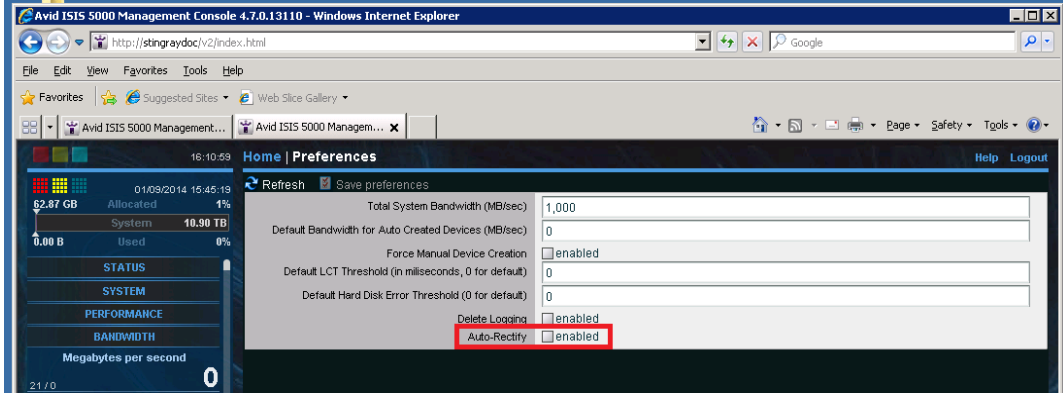 Avid ISIS 5000 Management Console 4.7.0.13110 - Windows Internet Explorer
http://stingraydoc/v2/index.html
Google
File Edit View Favorites Tools Help
Favorites Suggested Sites Web Slice Gallery
Avid ISIS 5000 Management... Avid ISIS 5000 Managem... Page Safety Tools
16:10:59 Home | Preferences Help Logout
01/09/2014 15:45:19 Refresh Save preferences
62.87 GB Allocated 1%
System 10.90 TB
0.00 B Used 0%
STATUS
SYSTEM
PERFORMANCE
BANDWIDTH
Megabytes per second
21 / 0 0
Total System Bandwidth (MB/sec) 1,000
Default Bandwidth for Auto Created Devices (MB/sec) 0
Force Manual Device Creation enabled
Default LCT Threshold (in miliseconds, 0 for default) 0
Default Hard Disk Error Threshold (0 for default) 0
Delete Logging enabled
Auto-Rectify enabled